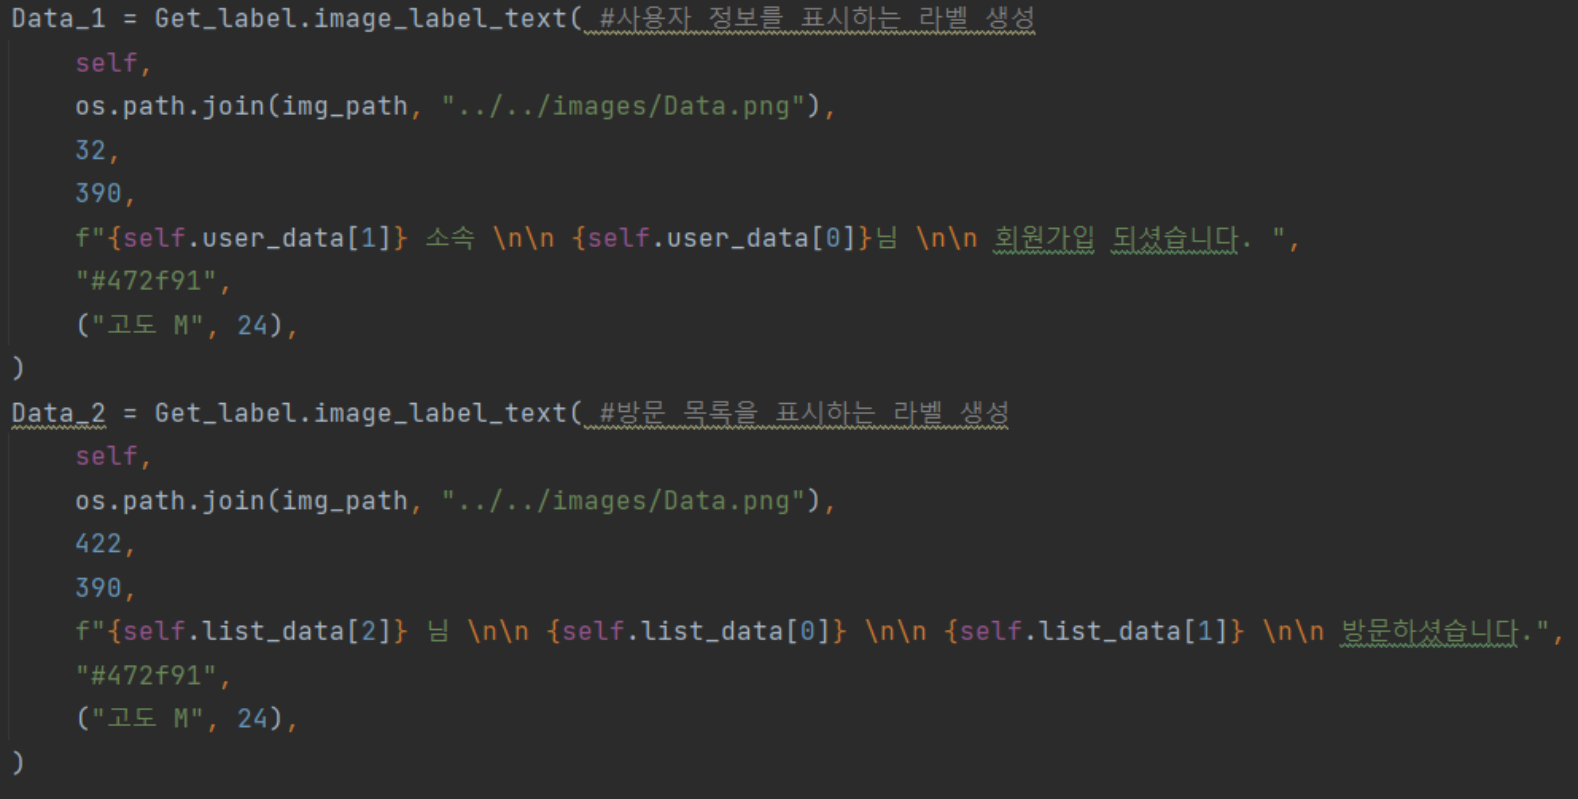 Data_1 = Get_label.image_label_text( #사용자 정보를 표시하는 라벨 생성
    self,
    os.path.join(img_path, "../../images/Data.png"),
    32,
    390,
    f"{self.user_data[1]} 소속 \n\n {self.user_data[0]}님 \n\n 회원가입 되셨습니다. ",
    "#472f91",
    ("고도 M", 24),
)
Data_2 = Get_label.image_label_text( #방문 목록을 표시하는 라벨 생성
    self,
    os.path.join(img_path, "../../images/Data.png"),
    422,
    390,
    f"{self.list_data[2]} 님 \n\n {self.list_data[0]} \n\n {self.list_data[1]} \n\n 방문하셨습니다.",
    "#472f91",
    ("고도 M", 24),
)